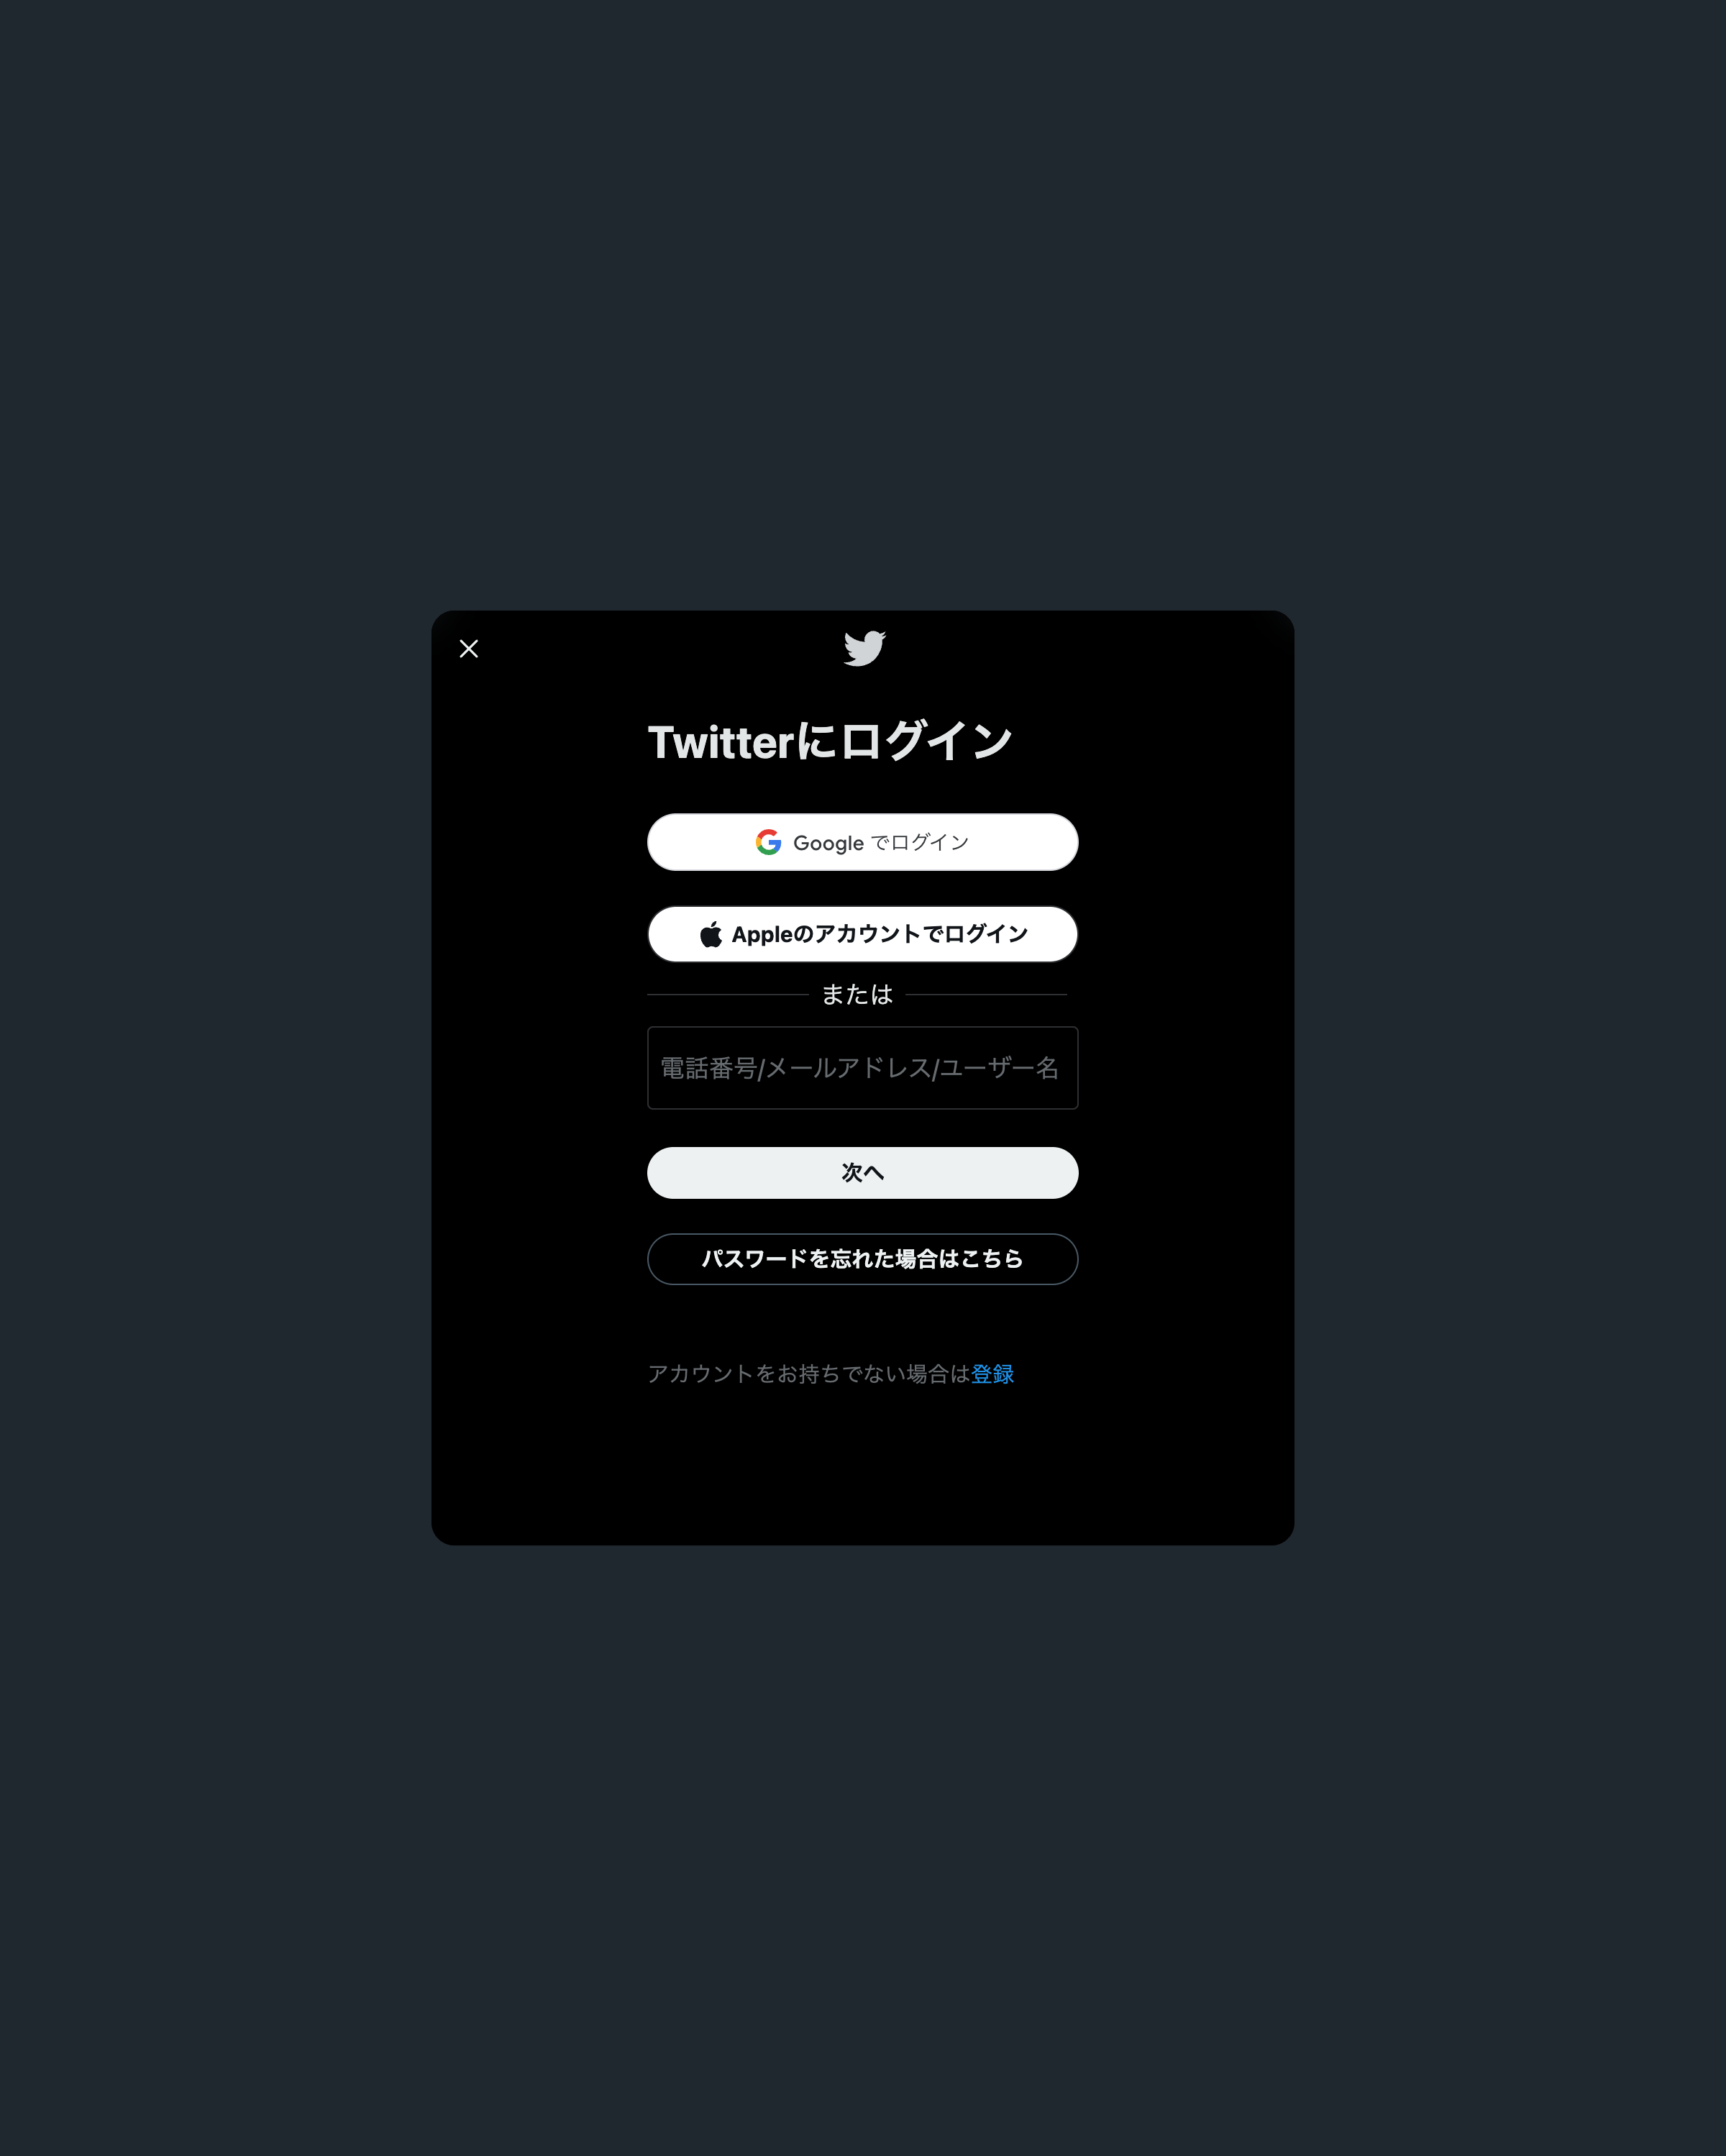 Twitterにログイン
Google でログイン
Appleのアカウントでログイン
または
電話番号/メールアドレス/ユーザー名
次へ
パスワードを忘れた場合はこちら
アカウントをお持ちでない場合は登録